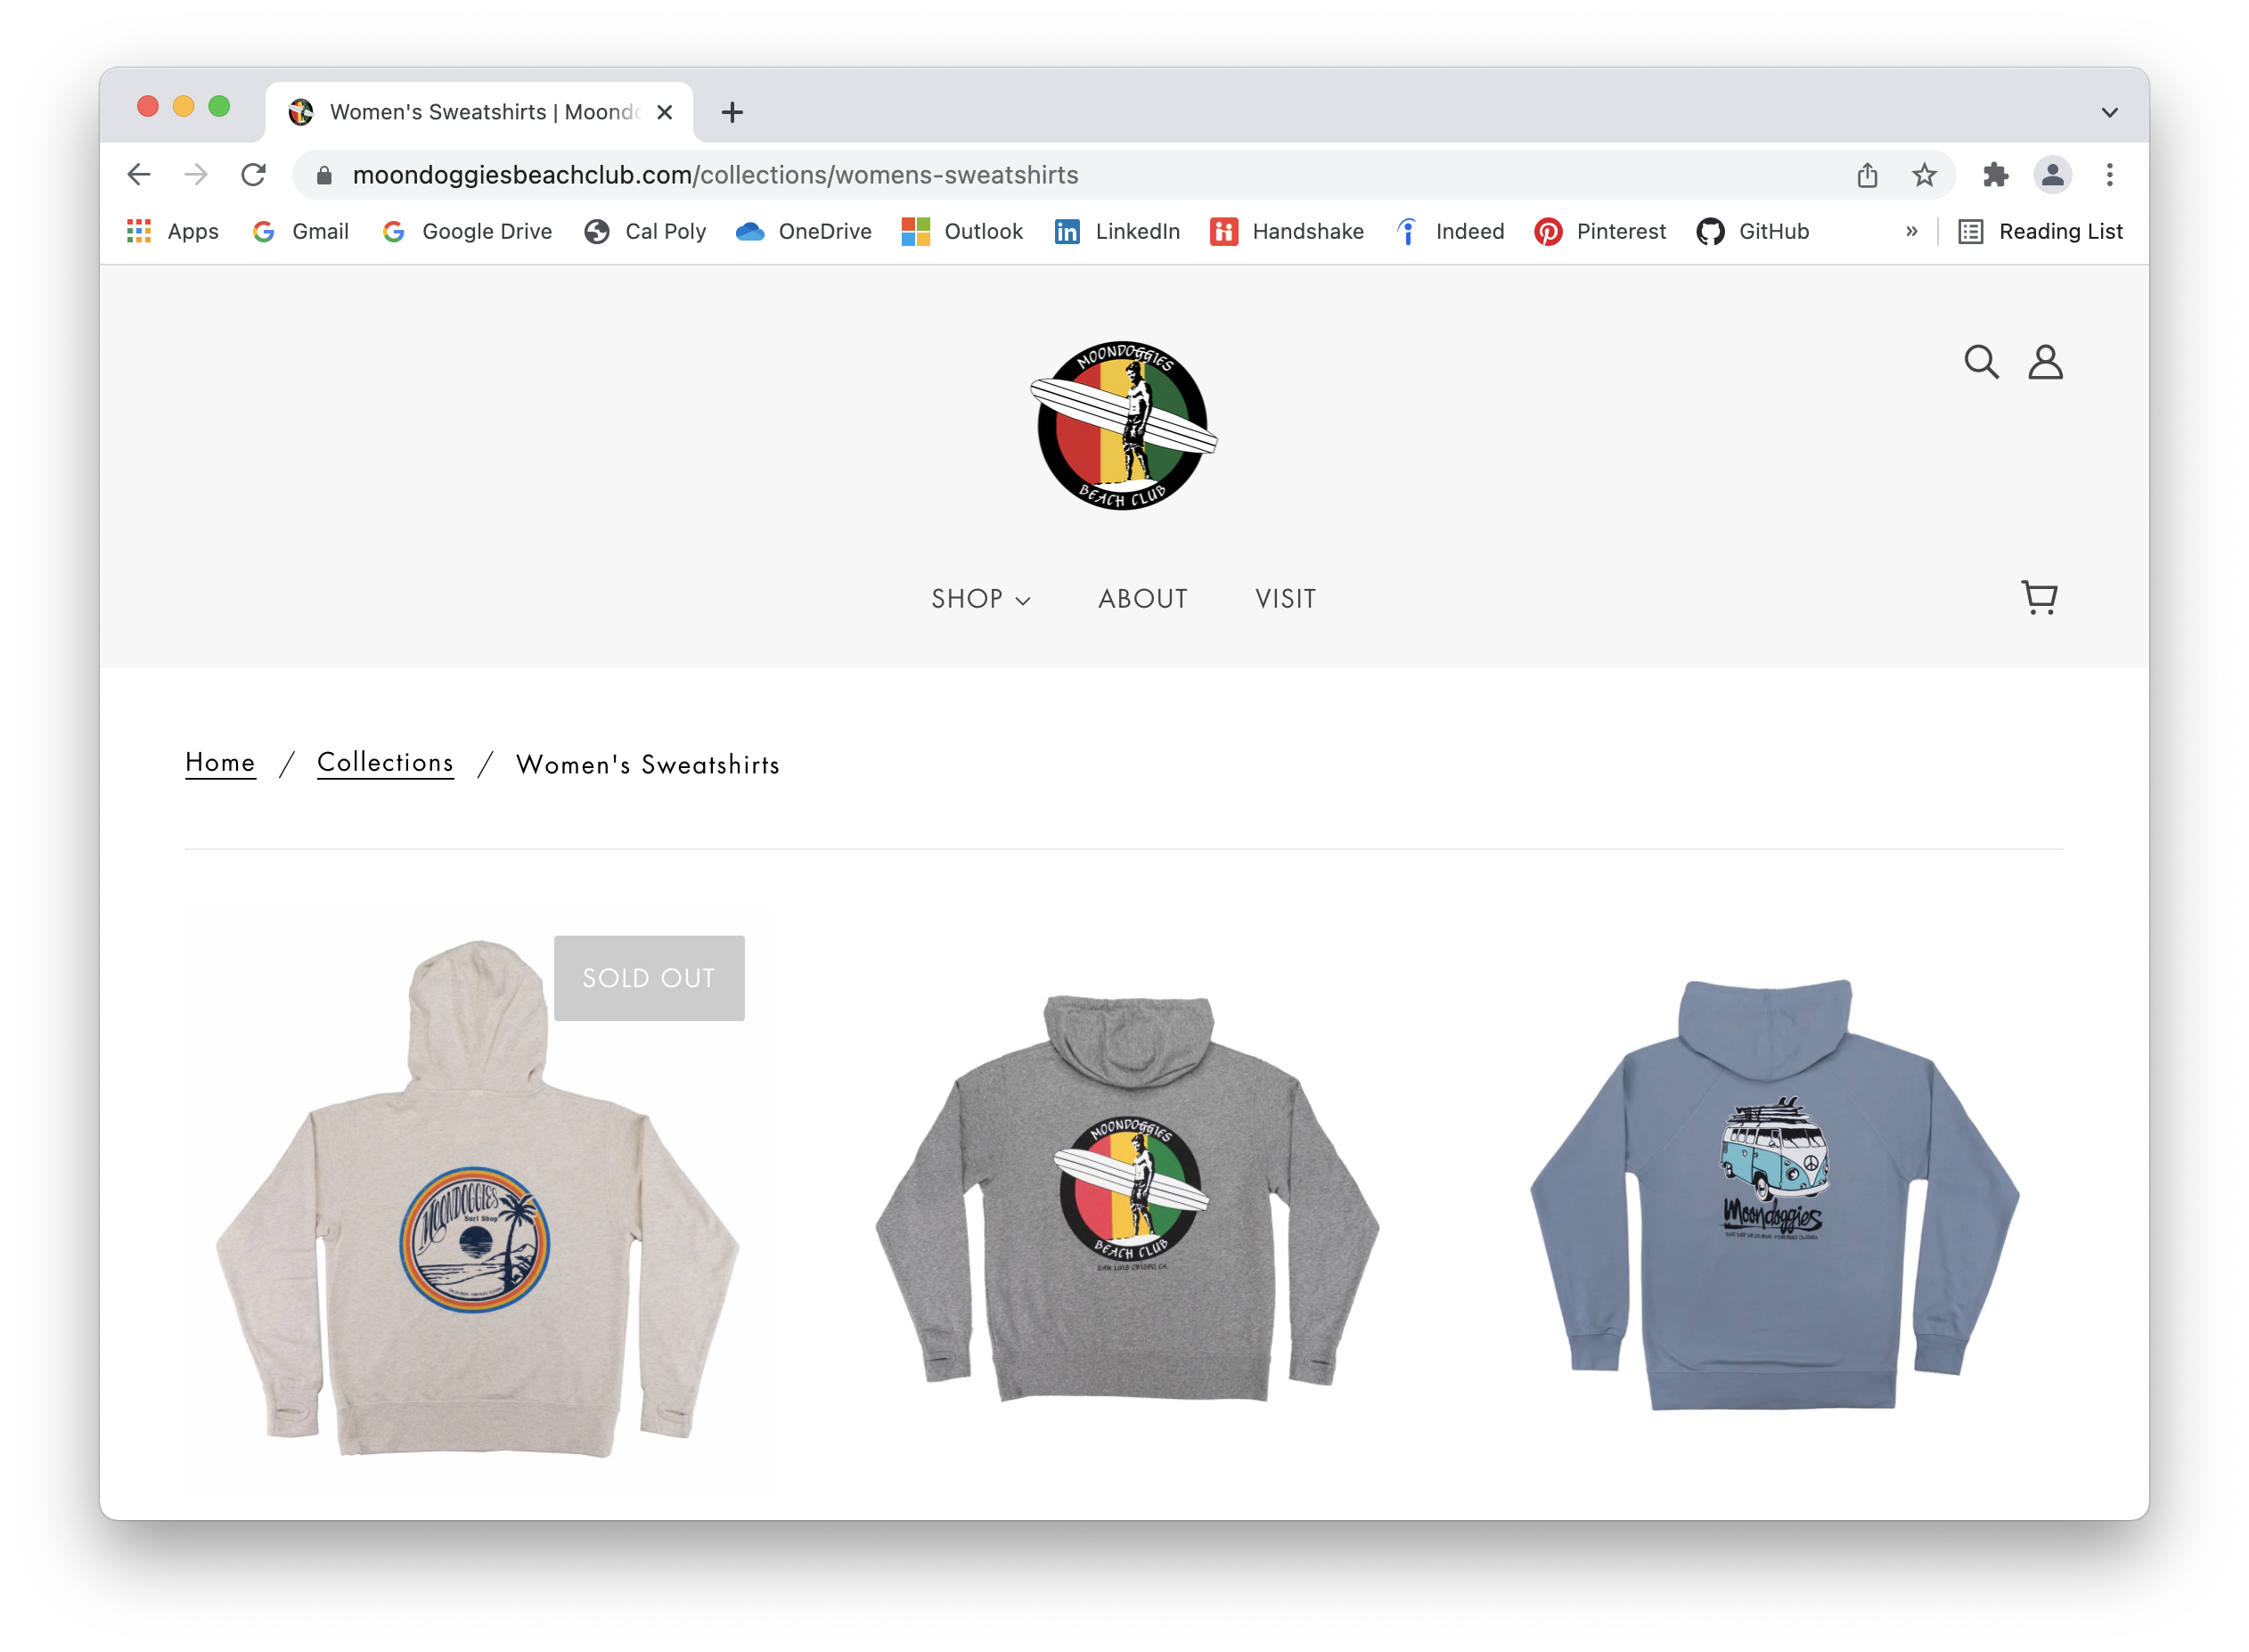 Women's Sweatshirts | Moond
moondoggiesbeachclub.com/collections/womens-sweatshirts
Apps Gmail Google Drive Cal Poly OneDrive Outlook LinkedIn Handshake Indeed Pinterest GitHub » Reading List
MOONDOGGIES
BEACH CLUB
SHOP ABOUT VISIT
Home / Collections / Women's Sweatshirts
SOLD OUT
MOONDOGGIES
Surf Shop
MOONDOGGIES
BEACH CLUB
SAN LUIS OBISPO, CA.
Moondoggies